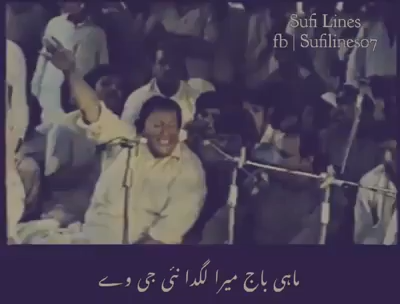 Sufi Lines
fb | Sufilines07
ماہی باج میرا لگدا نئی جی وے